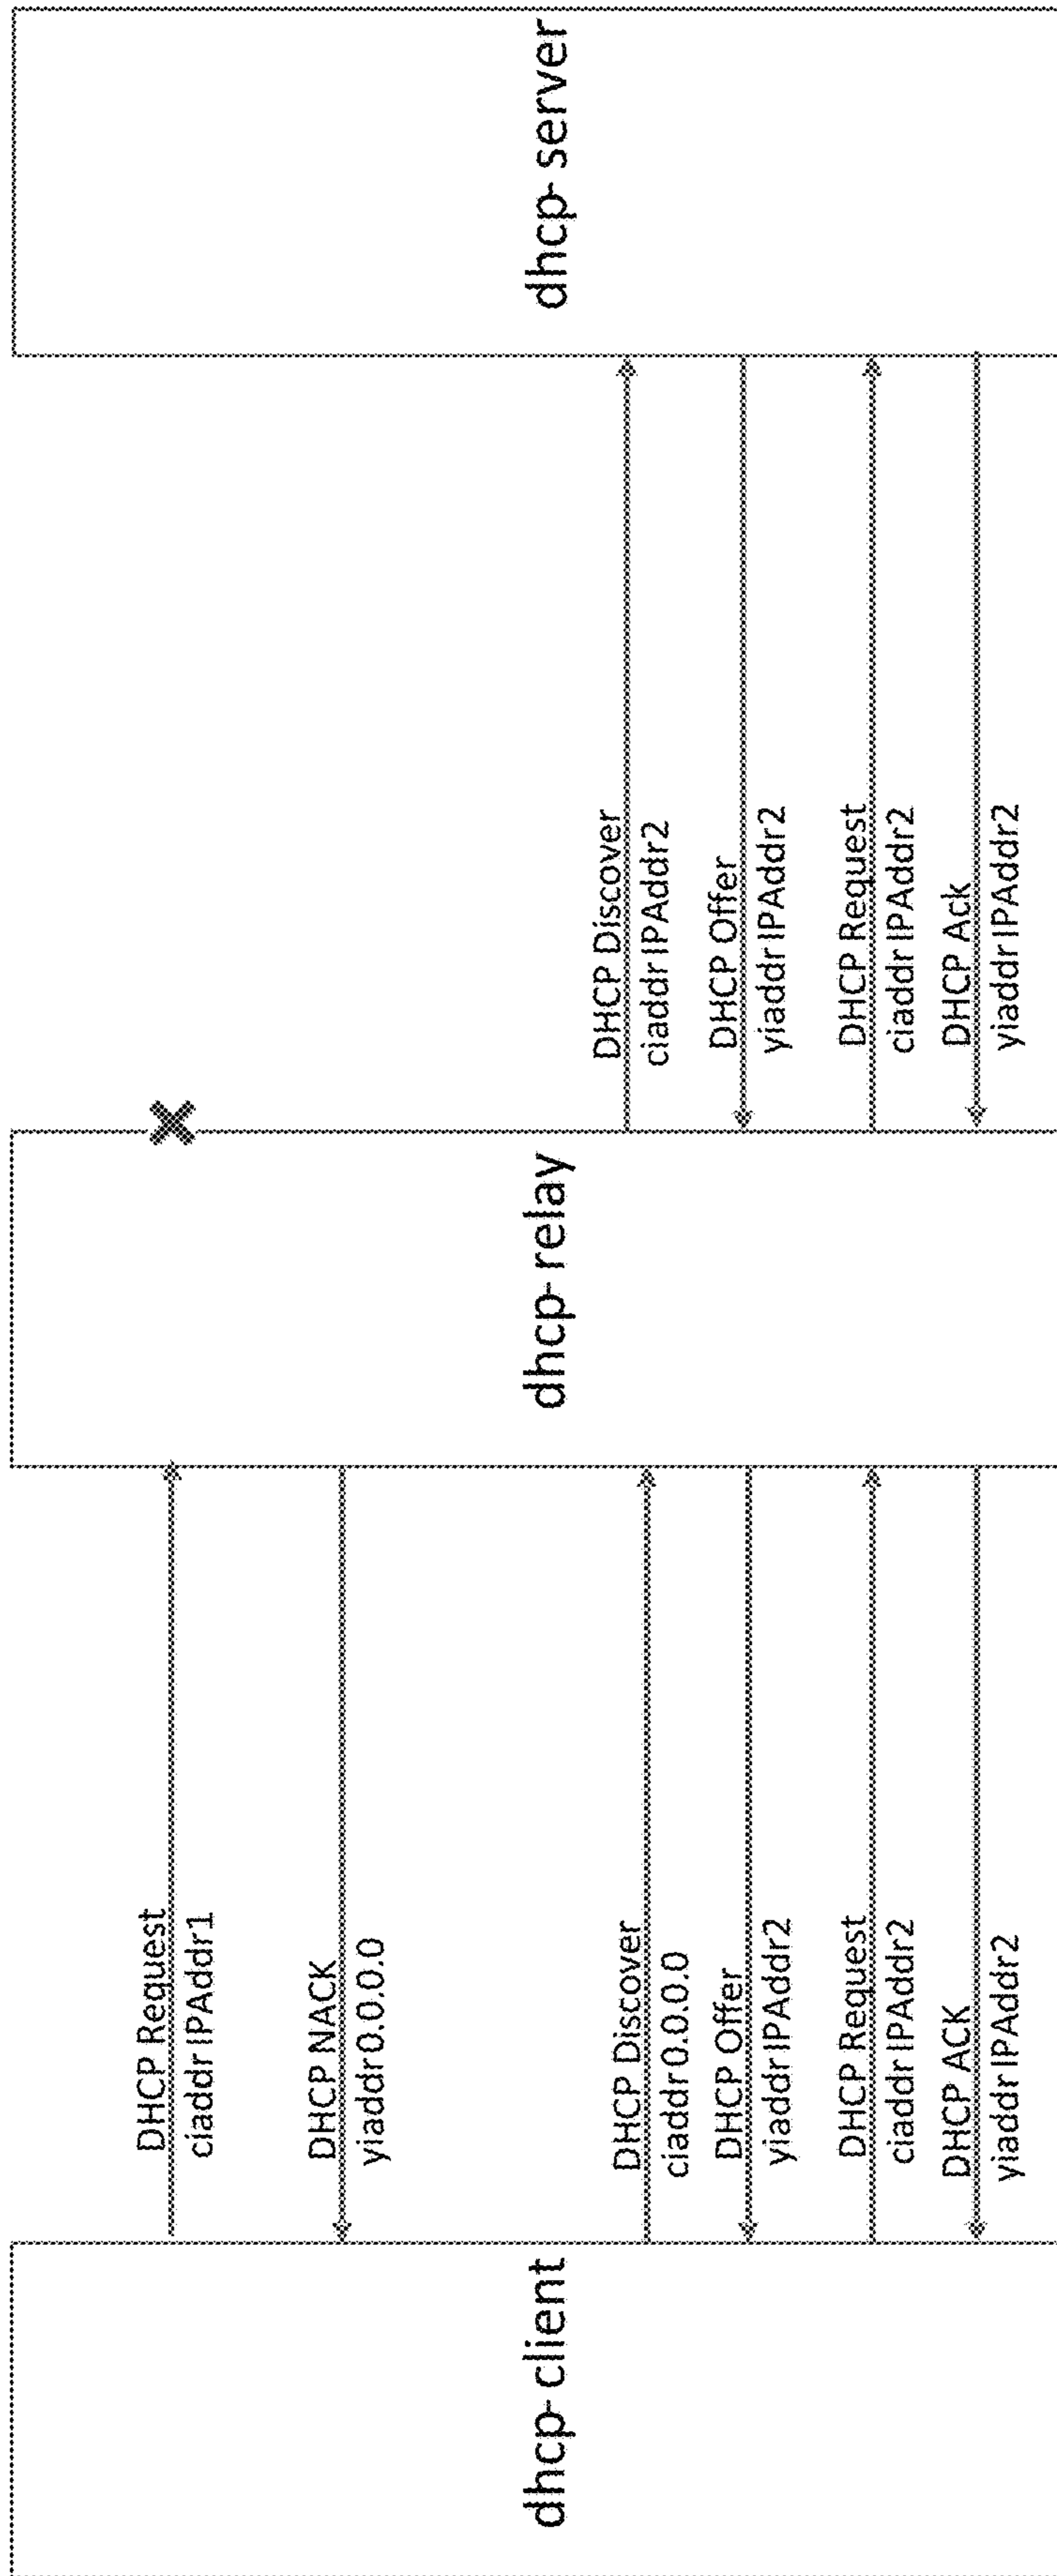 dhcp- client
dhcp- relay
dhcp- server
DHCP Request
ciaddr IPAddr1
DHCP NACK
yiaddr 0.0.0.0
DHCP Discover
ciaddr 0.0.0.0
DHCP Discover
ciaddr IPAddr2
DHCP Offer
yiaddr IPAddr2
DHCP Offer
yiaddr IPAddr2
DHCP Request
ciaddr IPAddr2
DHCP Request
ciaddr IPAddr2
DHCP ACK
yiaddr IPAddr2
DHCP Ack
yiaddr IPAddr2